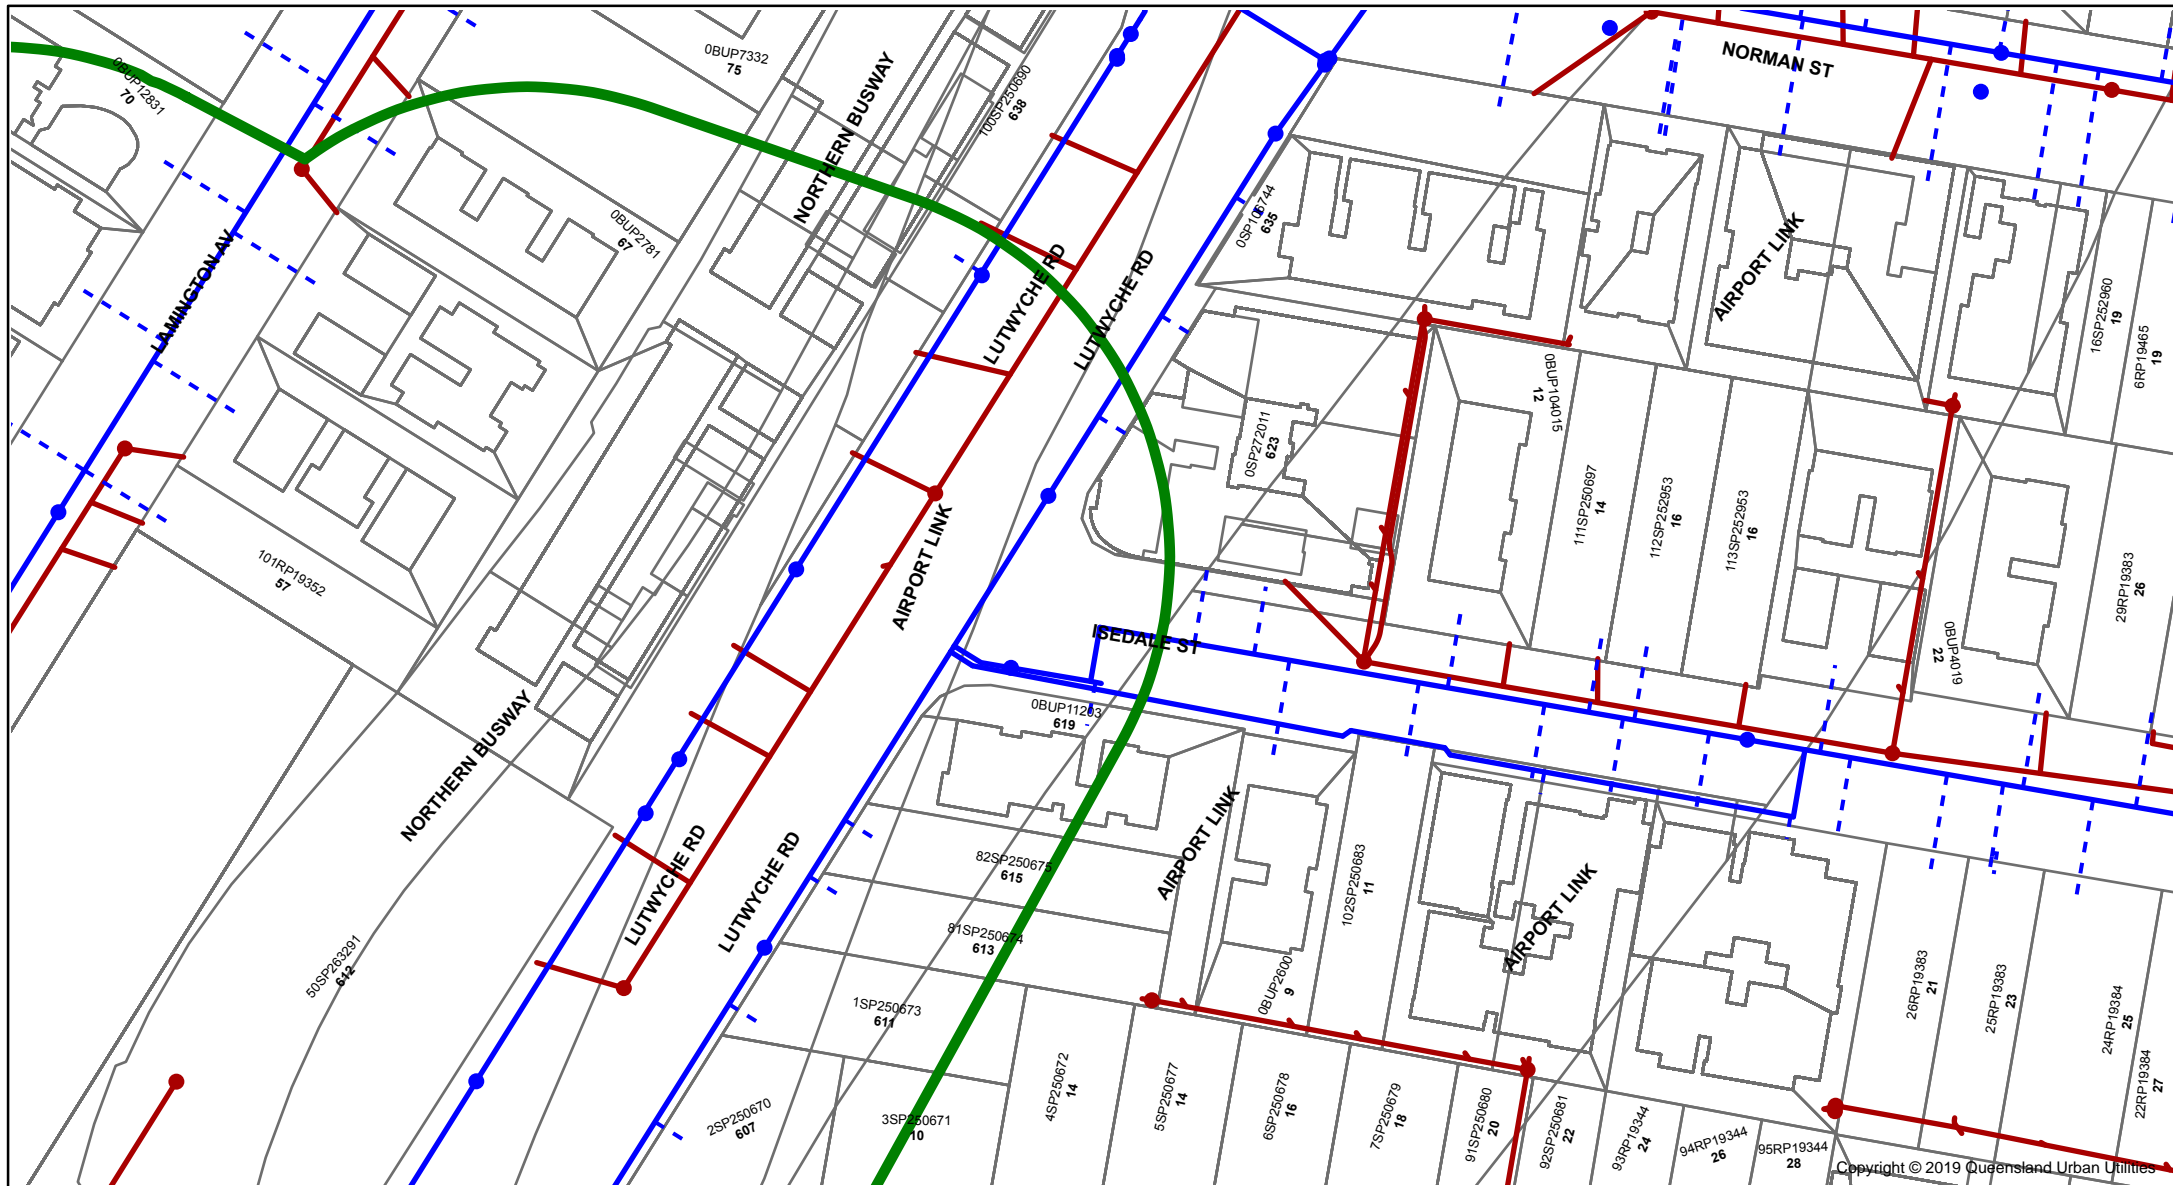 0BUP12831
70
0BUP7332
75
NORTHERN BUSWAY
100SP250690
638
NORMAN ST
LAMINGTON AV
0BUP2781
67
LUTWYCHE RD
LUTWYCHE RD
0SP106744
635
AIRPORT LINK
16SP252960
19
6RP19465
19
0SP272011
623
0BUP104015
12
111SP250697
14
112SP252953
16
113SP252953
16
101RP19352
57
AIRPORT LINK
ISEDALE ST
0BUP4019
22
29RP19383
26
NORTHERN BUSWAY
0BUP11203
619
82SP250675
615
81SP250674
613
AIRPORT LINK
102SP250683
11
AIRPORT LINK
LUTWYCHE RD
LUTWYCHE RD
50SP263291
612
1SP250673
611
0BUP2600
9
26RP19383
21
25RP19383
23
24RP19384
25
22RP19384
27
2SP250670
607
3SP250671
10
4SP250672
14
5SP250677
14
6SP250678
16
7SP250679
18
91SP250680
20
92SP250681
22
93RP19344
24
94RP19344
26
95RP19344
28
Copyright © 2019 Queensland Urban Utilities